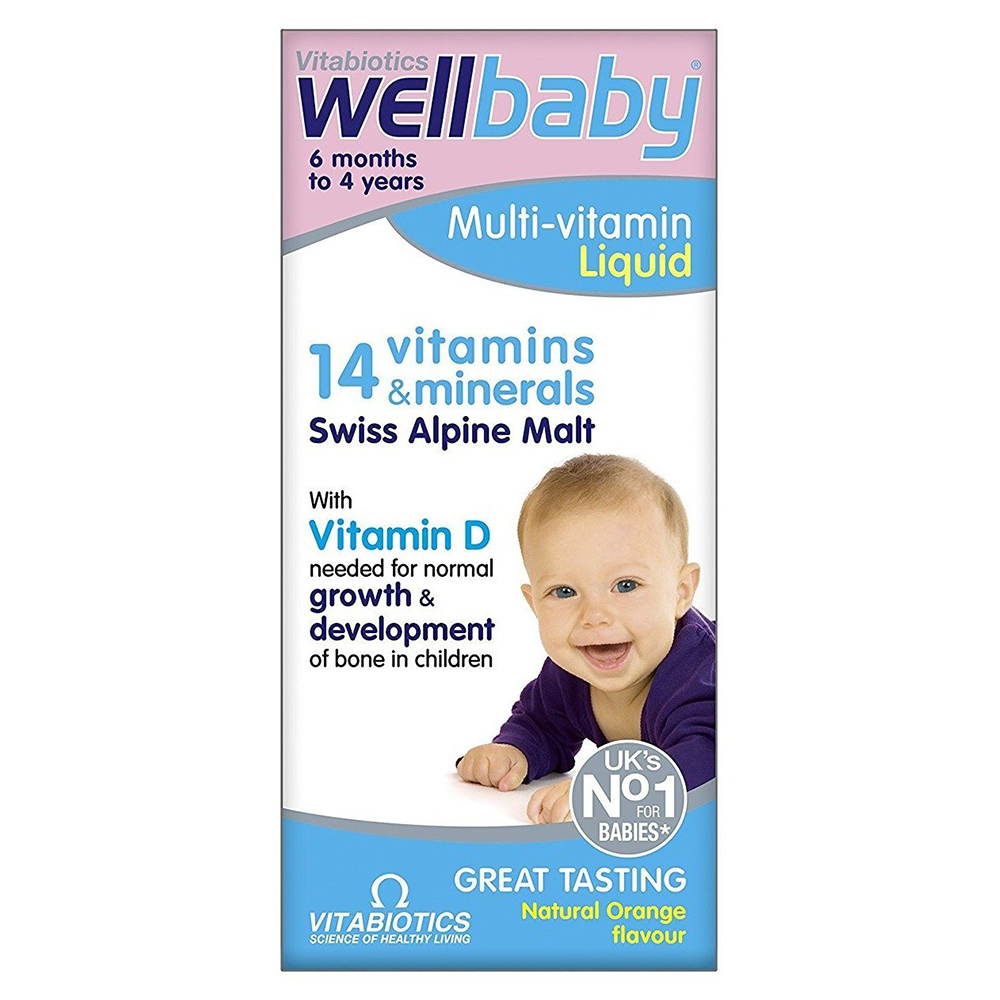 Vitabiotics
wellbaby®
6 months
to 4 years
Multi-vitamin
Liquid
14 vitamins
& minerals
Swiss Alpine Malt
With
Vitamin D
needed for normal
growth &
development
of bone in children
UK's
No1
FOR
BABIES*
GREAT TASTING
Natural Orange
flavour
VITABIOTICS
SCIENCE OF HEALTHY LIVING